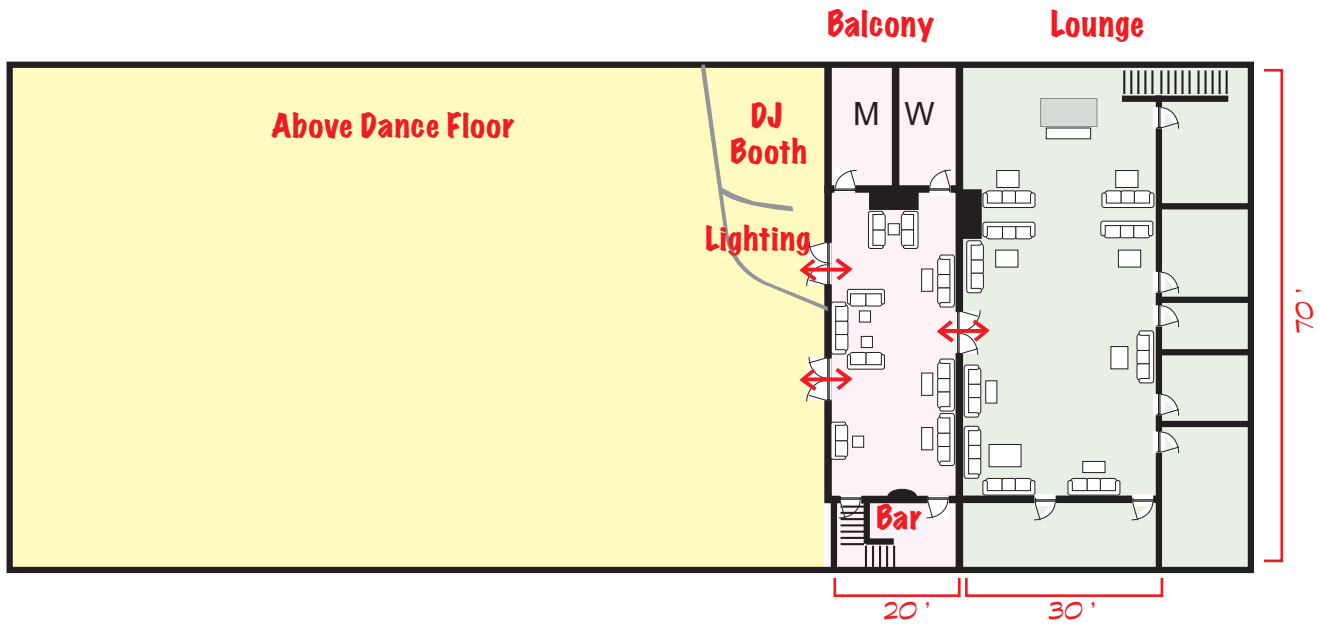 Balcony
Lounge
Above Dance Floor
DJ
Booth
M
W
Lighting
Bar
70'
20'
30'